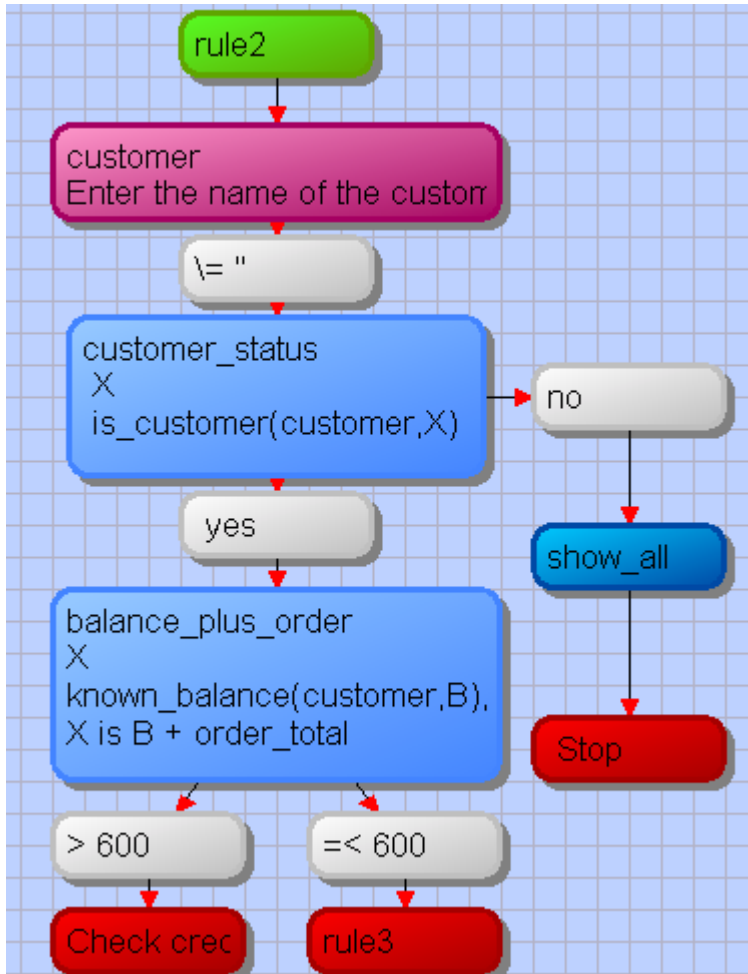 rule2
customer
Enter the name of the custom
\= "
customer_status
X
is_customer(customer,X)
no
yes
show_all
balance_plus_order
X
known_balance(customer,B),
X is B + order_total
Stop
> 600
=< 600
Check crec
rule3